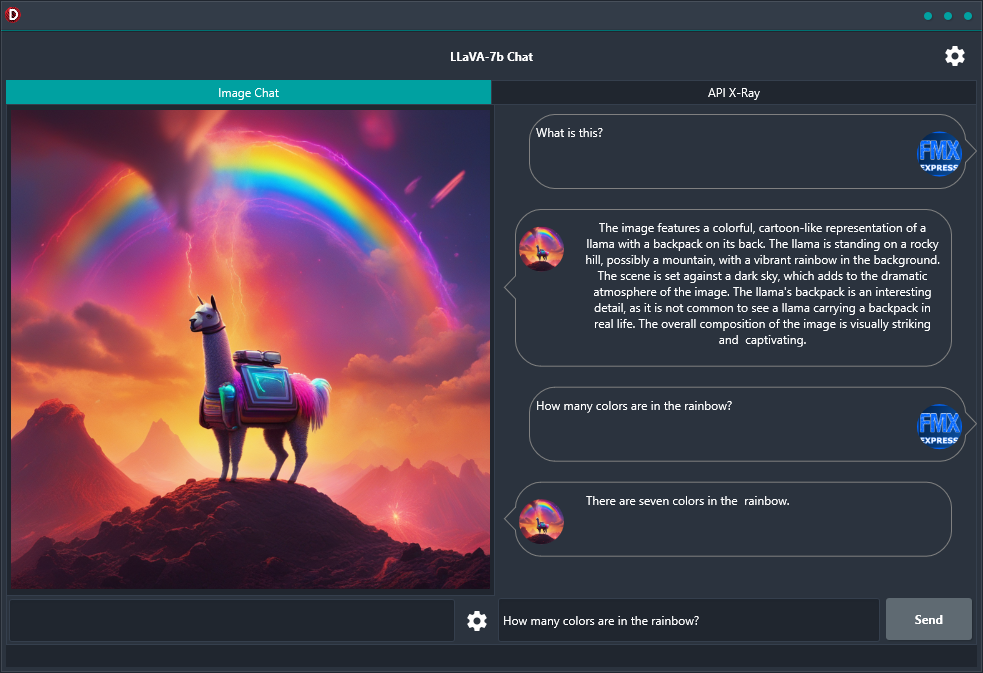 D
LLaVA-7b Chat
Image Chat
API X-Ray
What is this?
FMX
EXPRESS
The image features a colorful, cartoon-like representation of a
llama with a backpack on its back. The llama is standing on a rocky
hill, possibly a mountain, with a vibrant rainbow in the background.
The scene is set against a dark sky, which adds to the dramatic
atmosphere of the image. The llama's backpack is an interesting
detail, as it is not common to see a llama carrying a backpack in
real life. The overall composition of the image is visually striking
and  captivating.
How many colors are in the rainbow?
FMX
EXPRESS
There are seven colors in the  rainbow.
How many colors are in the rainbow?
Send